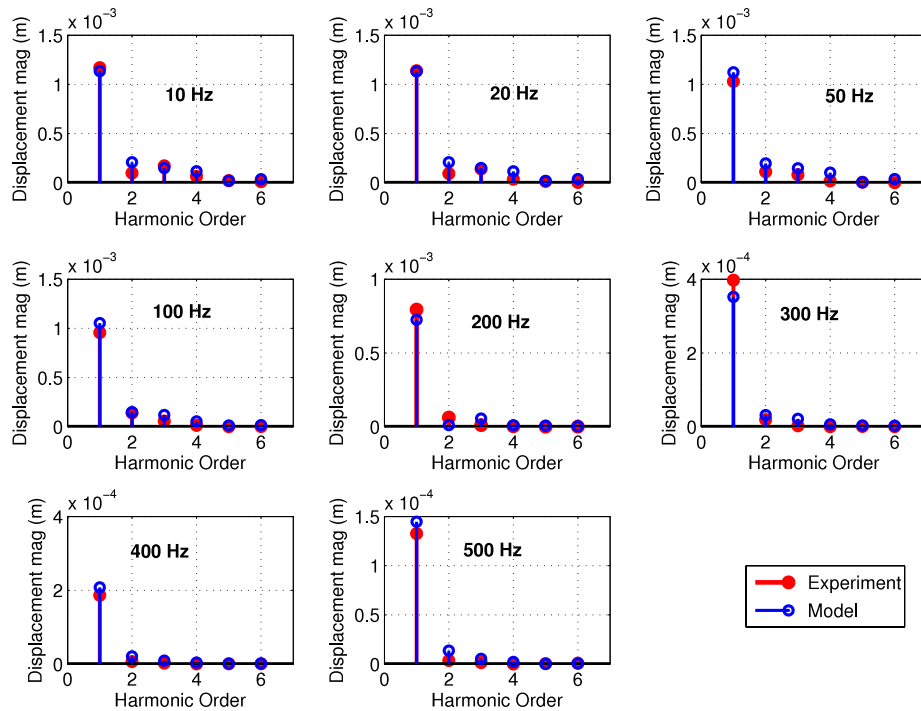 x 10⁻³
Displacement mag (m)
1.5
1
0.5
0
10 Hz
0 2 4 6
Harmonic Order
x 10⁻³
Displacement mag (m)
1.5
1
0.5
0
20 Hz
0 2 4 6
Harmonic Order
x 10⁻³
Displacement mag (m)
1.5
1
0.5
0
50 Hz
0 2 4 6
Harmonic Order
x 10⁻³
Displacement mag (m)
1.5
1
0.5
0
100 Hz
0 2 4 6
Harmonic Order
x 10⁻³
Displacement mag (m)
1
0.5
0
200 Hz
0 2 4 6
Harmonic Order
x 10⁻⁴
Displacement mag (m)
4
2
0
300 Hz
0 2 4 6
Harmonic Order
x 10⁻⁴
Displacement mag (m)
4
2
0
400 Hz
0 2 4 6
Harmonic Order
x 10⁻⁴
Displacement mag (m)
1.5
1
0.5
0
500 Hz
0 2 4 6
Harmonic Order
Experiment
Model